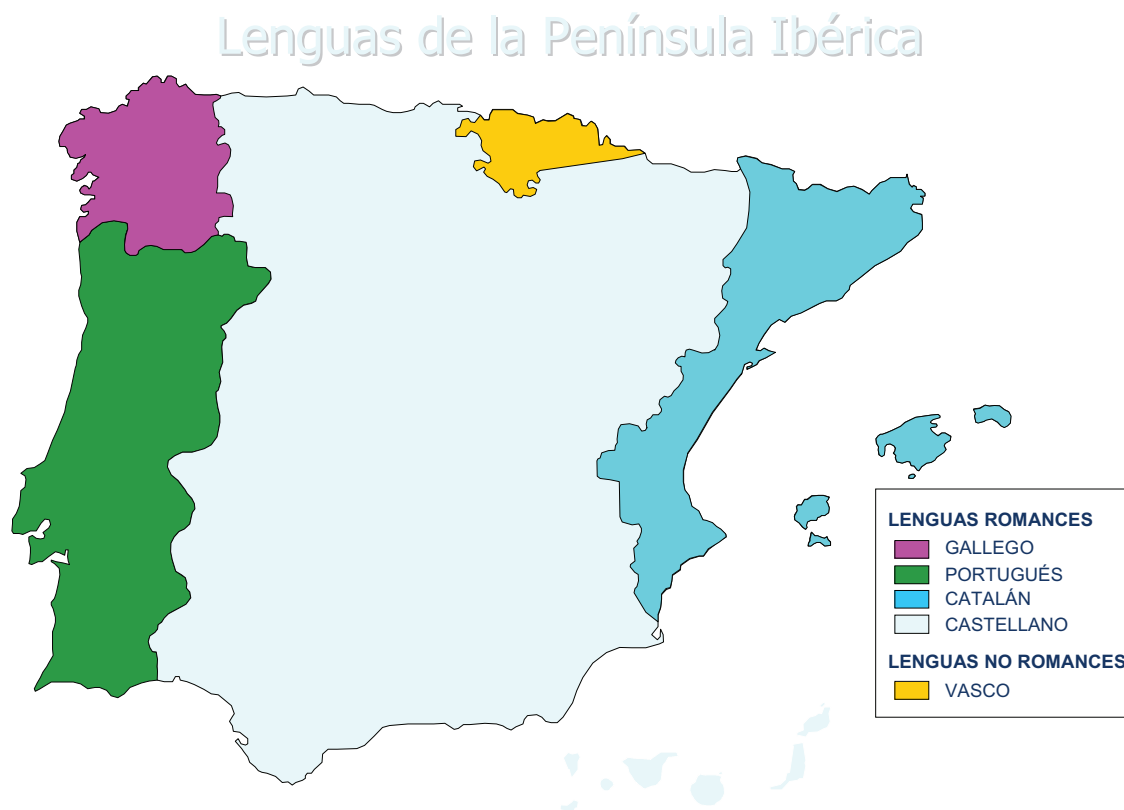 Lenguas de la Península Ibérica
LENGUAS ROMANCES
GALLEGO
PORTUGUÉS
CATALÁN
CASTELLANO
LENGUAS NO ROMANCES
VASCO